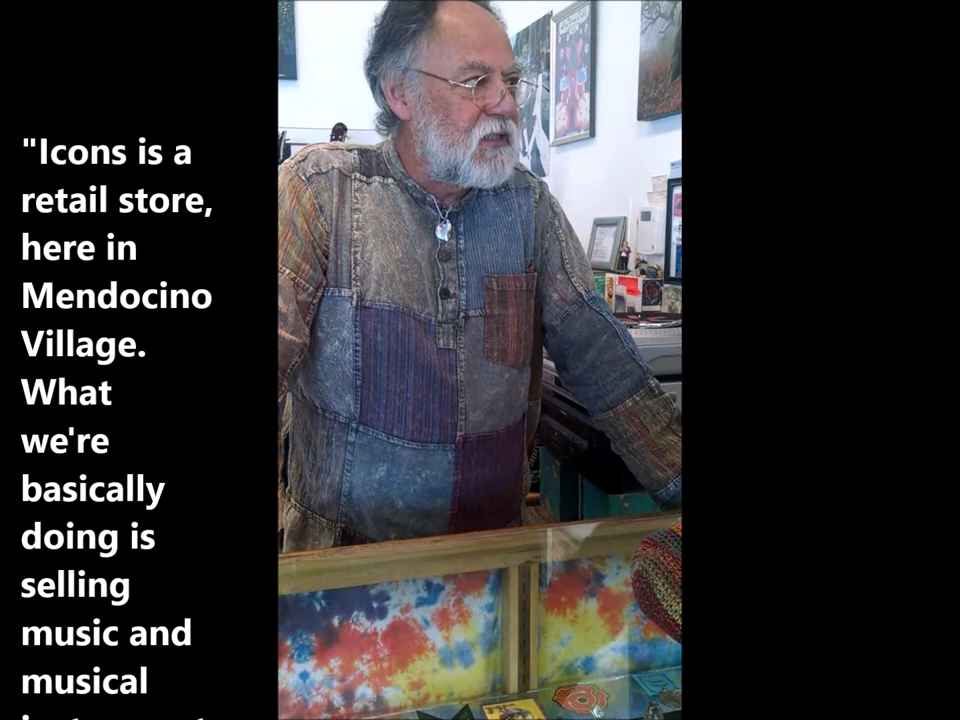 "Icons is a
retail store,
here in
Mendocino
Village.
What
we're
basically
doing is
selling
music and
musical